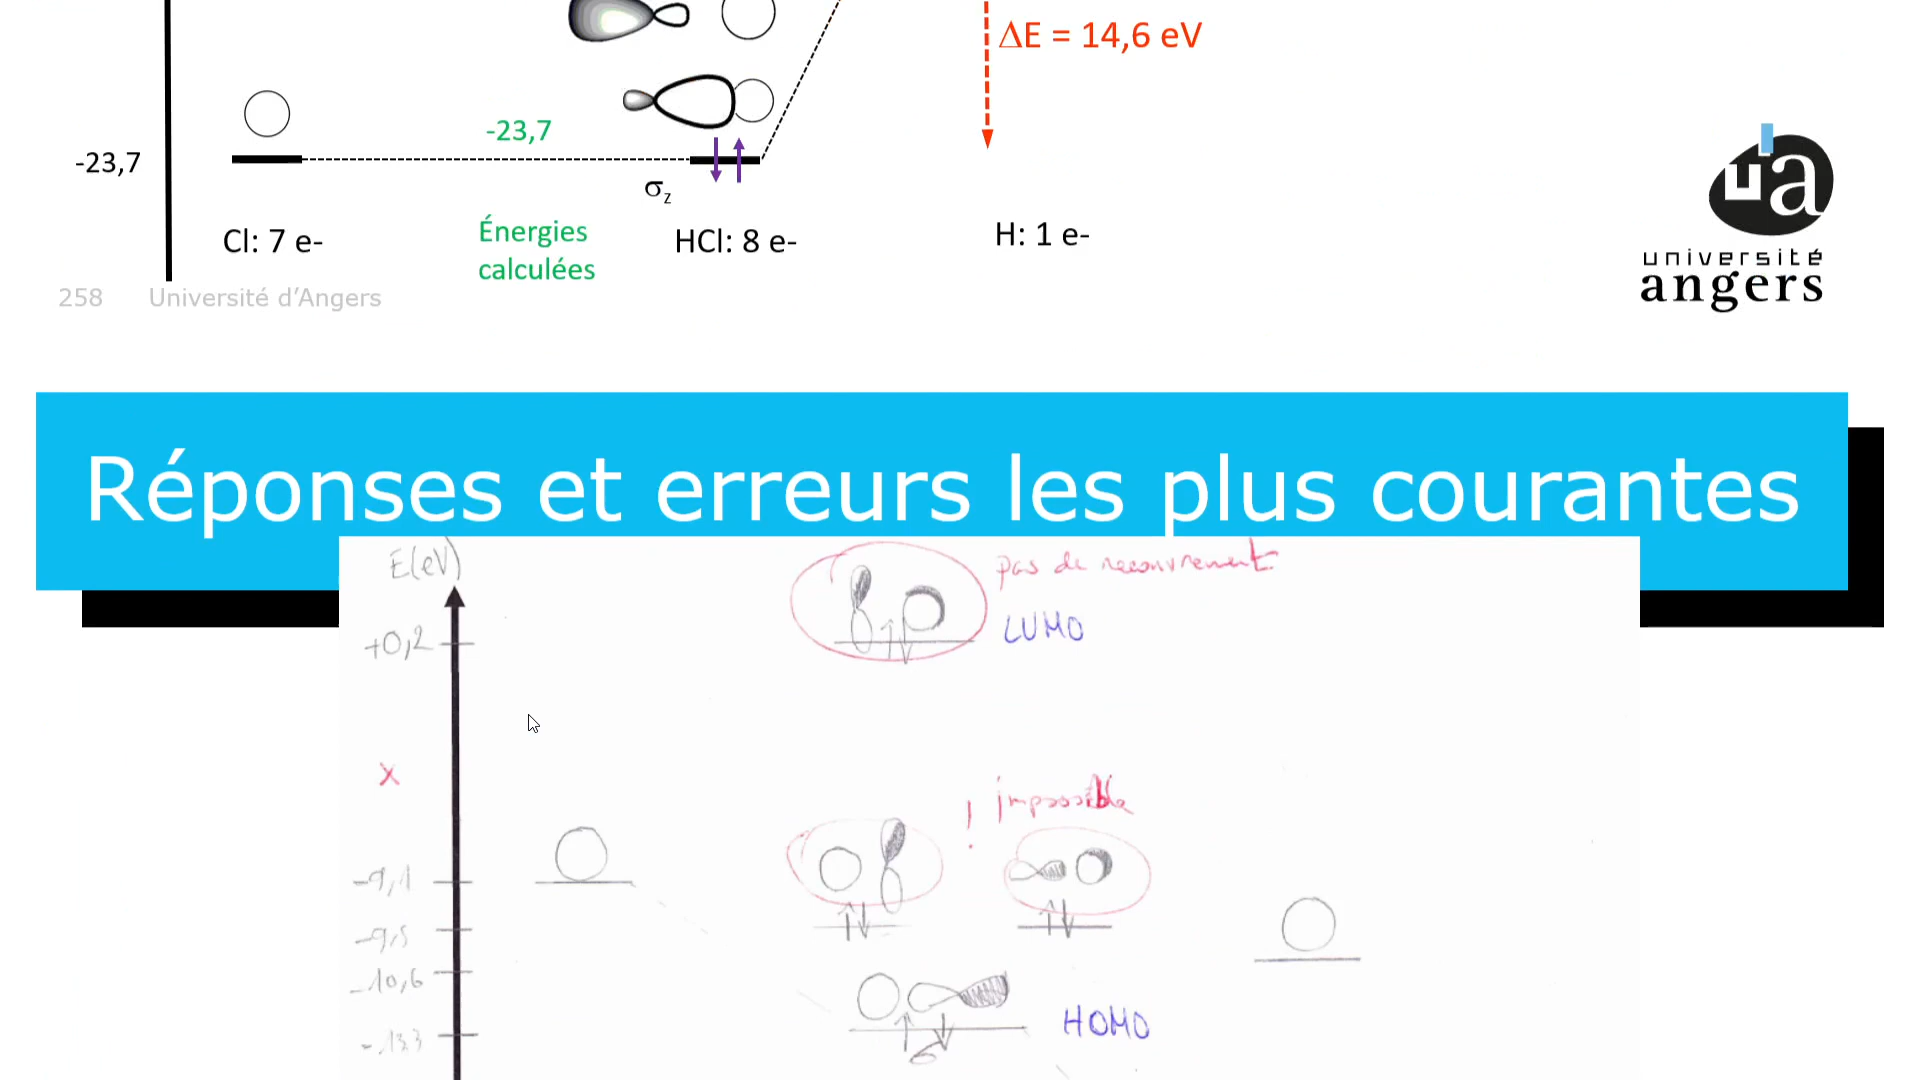 ΔE = 14,6 eV
-23,7
-23,7
σz
Cl: 7 e-
Énergies
calculées
HCl: 8 e-
H: 1 e-
258 Université d’Angers
ua
université
angers
Réponses et erreurs les plus courantes
E(eV)
pas de recouvrement
LUMO
+0,2
x
! impossible
-9,1
-9,5
-10,6
HOMO
-13,3